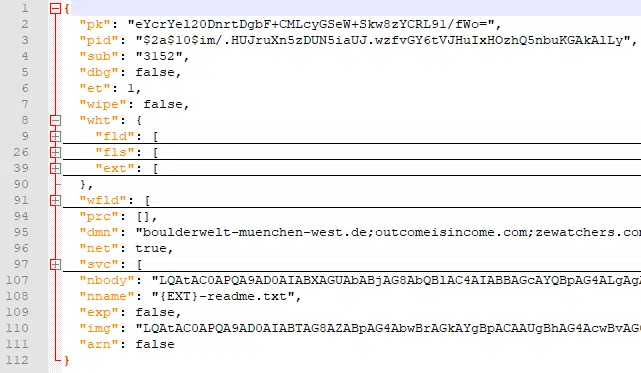 1 {
2 "pk": "eYcrYel20DnrtDgbF+CMLcyGSeW+Skw8zYCRL91/fWo=",
3 "pid": "$2a$10$im/.HUJruXn5zDUN5iaUJ.wzfvGY6tVJHuIxHOzhQ5nbuKGAkAlLy",
4 "sub": "3152",
5 "dbg": false,
6 "et": 1,
7 "wipe": false,
8 "wht": {
9 "fld": [
26 "fls": [
39 "ext": [
90 },
91 "wfld": [
94 "prc": [],
95 "dmn": "boulderwelt-muenchen-west.de;outcomeisincome.com;zewatchers.com
96 "net": true,
97 "svc": [
107 "nbody": "LQAtAC0APQA9AD0AIABXAGUAbABjAG8AbQBlAC4AIABBAGcAYQBpAG4ALgAg
108 "nname": "{EXT}-readme.txt",
109 "exp": false,
110 "img": "LQAtAC0APQA9AD0AIABTAG8AZABpAG4AbwBrAGkAYgBpACAAUgBhAG4AcwBvAG
111 "arn": false
112 }